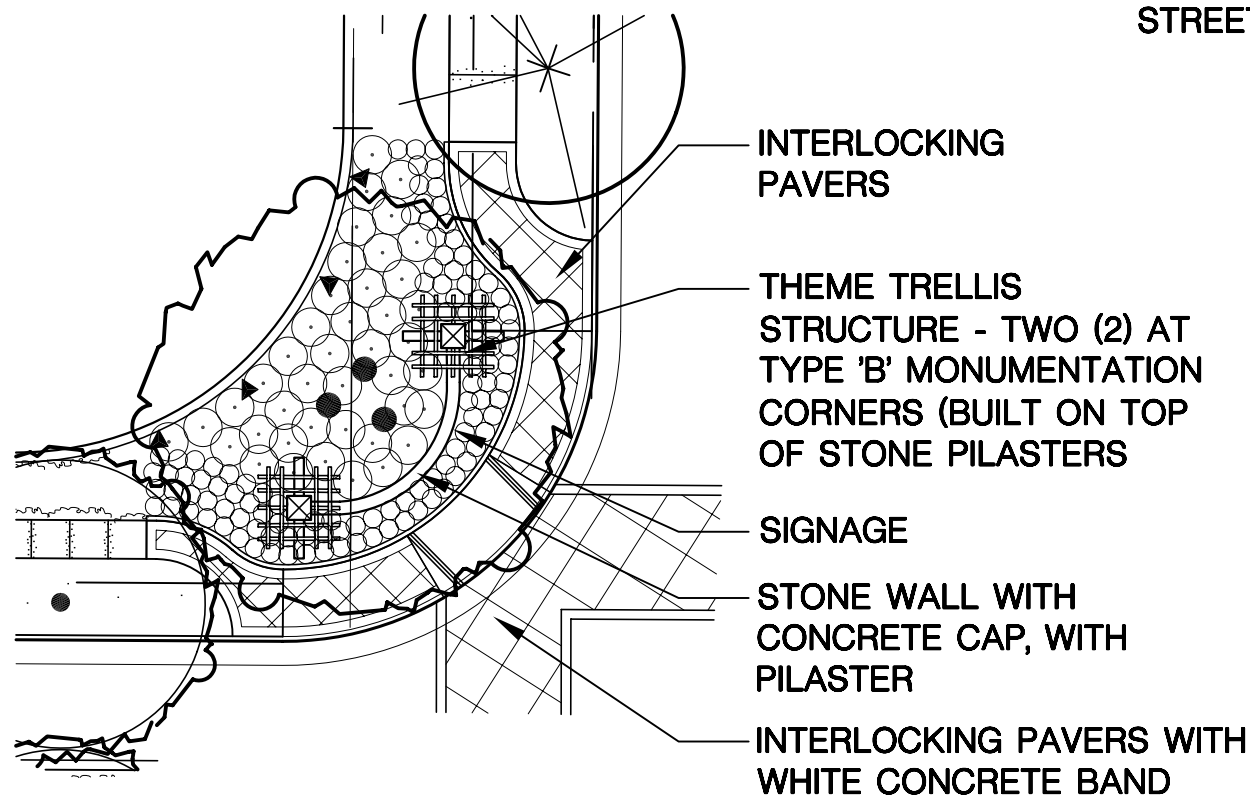 STREET
INTERLOCKING
PAVERS
THEME TRELLIS
STRUCTURE - TWO (2) AT
TYPE 'B' MONUMENTATION
CORNERS (BUILT ON TOP
OF STONE PILASTERS
SIGNAGE
STONE WALL WITH
CONCRETE CAP, WITH
PILASTER
INTERLOCKING PAVERS WITH
WHITE CONCRETE BAND